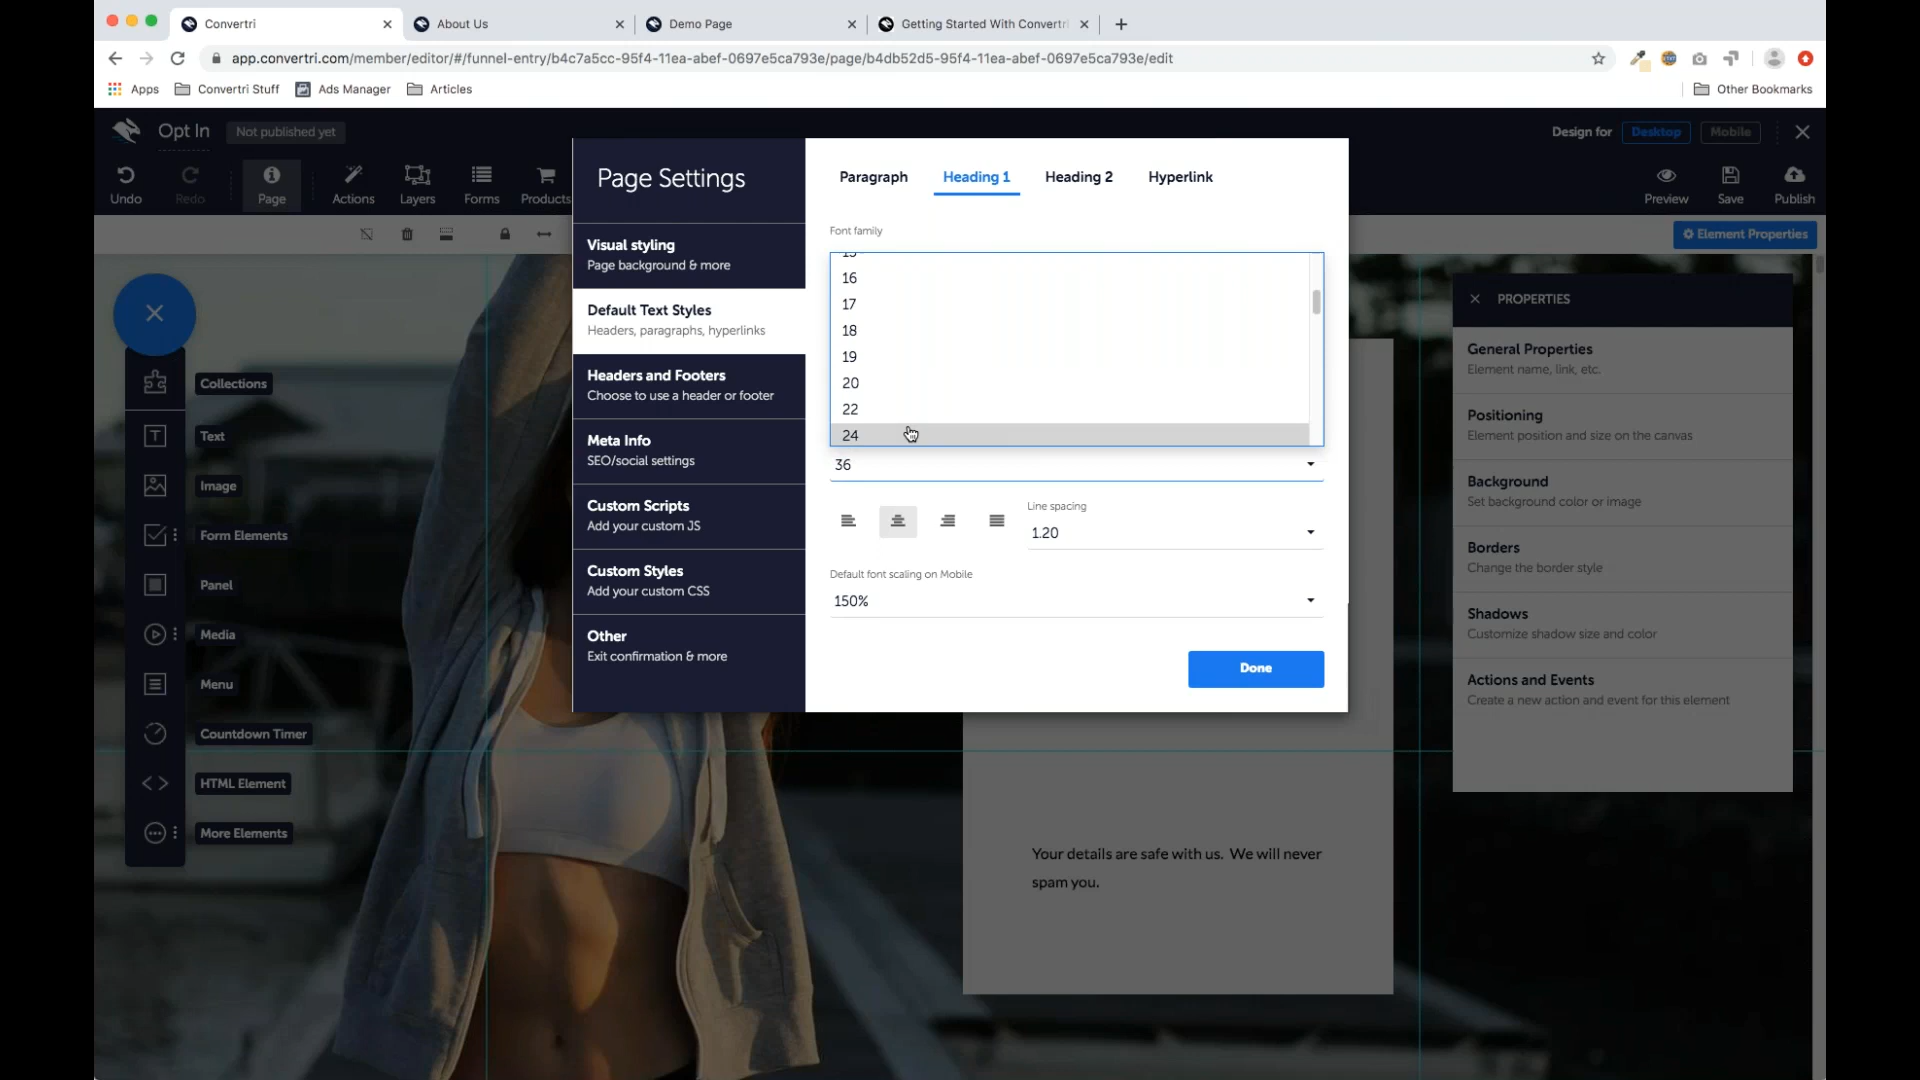 Convertri
About Us
Demo Page
Getting Started With Convertri
app.convertri.com/member/editor/#/funnel-entry/b4c7a5cc-95f4-11ea-abef-0697e5ca793e/page/b4db52d5-95f4-11ea-abef-0697e5ca793e/edit
Apps
Convertri Stuff
Ads Manager
Articles
Other Bookmarks
Opt In
Not published yet
Design for
Desktop
Mobile
Undo
Redo
Page
Actions
Layers
Forms
Products
Preview
Save
Publish
Element Properties
Page Settings
Visual styling
Page background & more
Default Text Styles
Headers, paragraphs, hyperlinks
Headers and Footers
Choose to use a header or footer
Meta Info
SEO/social settings
Custom Scripts
Add your custom JS
Custom Styles
Add your custom CSS
Other
Exit confirmation & more
Paragraph
Heading 1
Heading 2
Hyperlink
Font family
16
17
18
19
20
22
24
36
Line spacing
1.20
Default font scaling on Mobile
150%
Done
Collections
Text
Image
Form Elements
Panel
Media
Menu
Countdown Timer
HTML Element
More Elements
Your details are safe with us. We will never
spam you.
PROPERTIES
General Properties
Element name, link, etc.
Positioning
Element position and size on the canvas
Background
Set background color or image
Borders
Change the border style
Shadows
Customize shadow size and color
Actions and Events
Create a new action and event for this element